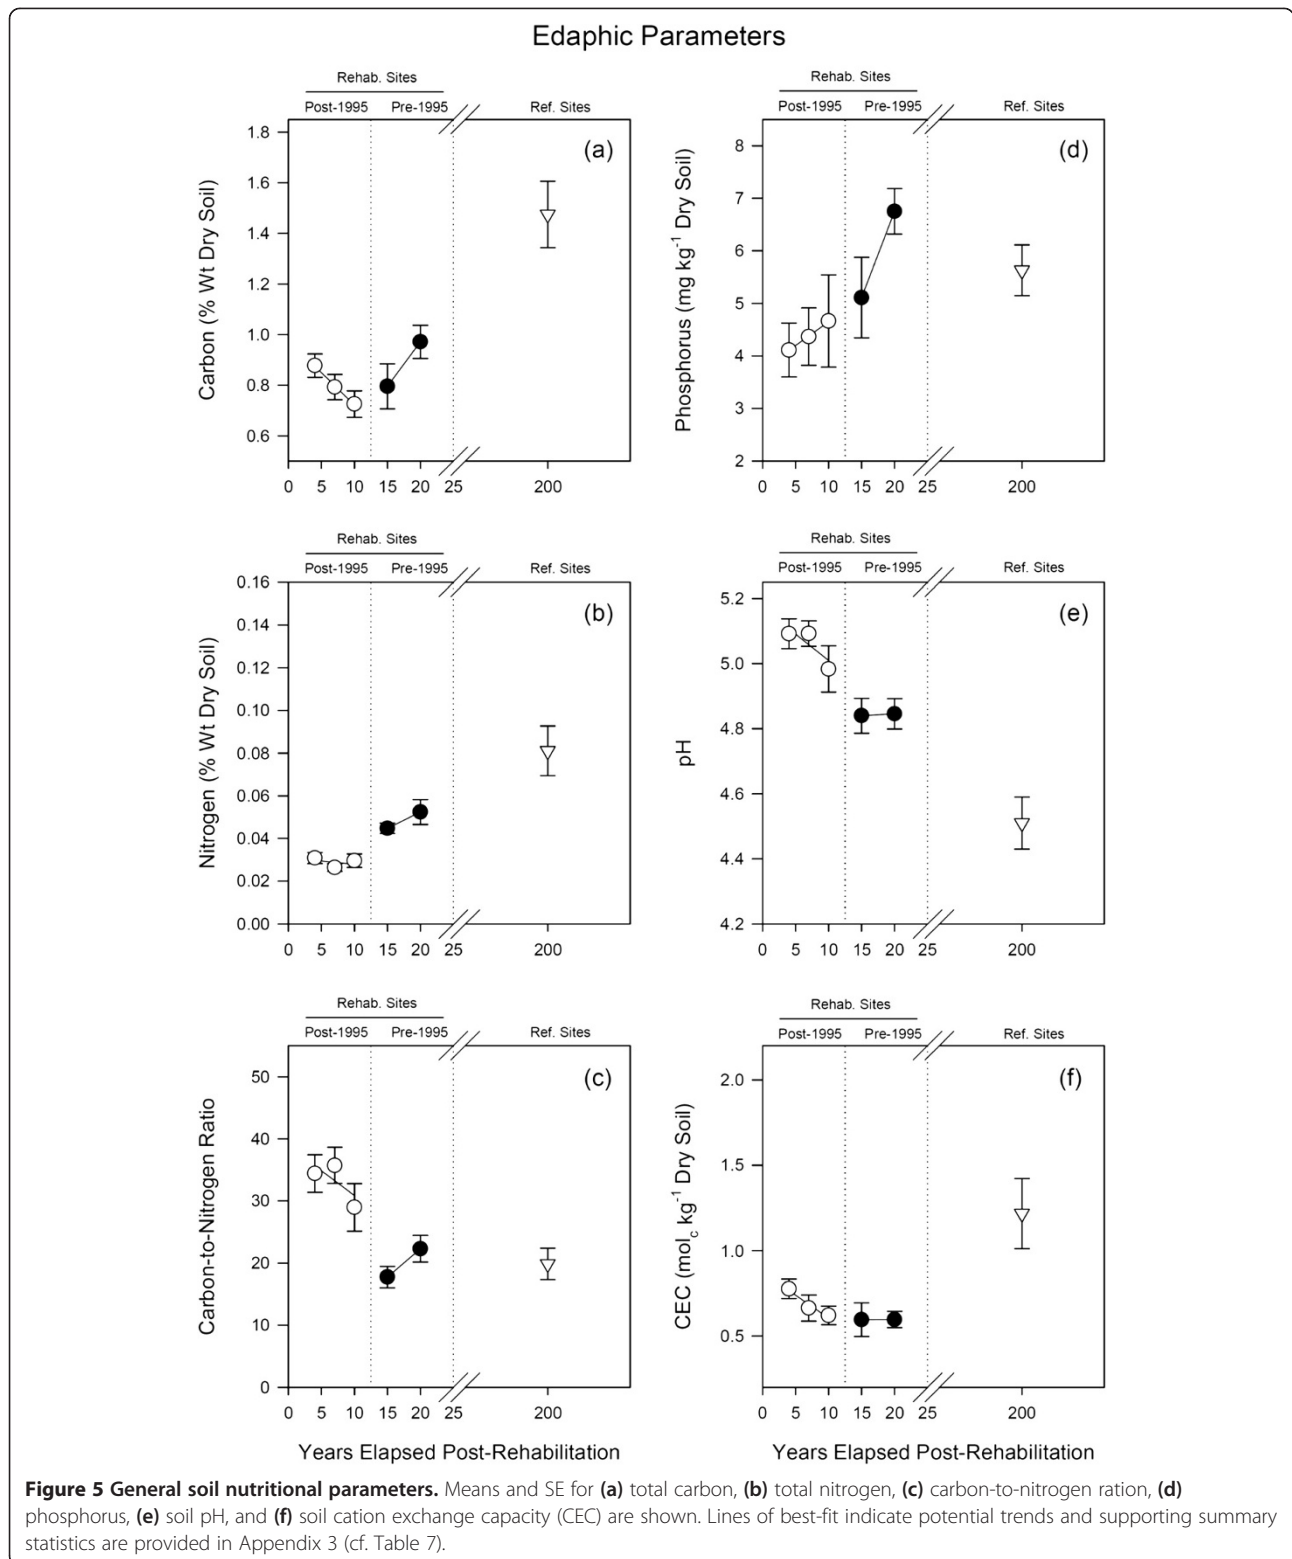 Edaphic Parameters
Rehab. Sites
Post-1995 Pre-1995 Ref. Sites
(a)
Carbon (% Wt Dry Soil)
1.8
1.6
1.4
1.2
1.0
0.8
0.6
0 5 10 15 20 25 200
Rehab. Sites
Post-1995 Pre-1995 Ref. Sites
(d)
Phosphorus (mg kg⁻¹ Dry Soil)
8
7
6
5
4
3
2
0 5 10 15 20 25 200
Rehab. Sites
Post-1995 Pre-1995 Ref. Sites
(b)
Nitrogen (% Wt Dry Soil)
0.16
0.14
0.12
0.10
0.08
0.06
0.04
0.02
0.00
0 5 10 15 20 25 200
Rehab. Sites
Post-1995 Pre-1995 Ref. Sites
(e)
pH
5.2
5.0
4.8
4.6
4.4
4.2
0 5 10 15 20 25 200
Rehab. Sites
Post-1995 Pre-1995 Ref. Sites
(c)
Carbon-to-Nitrogen Ratio
50
40
30
20
10
0
0 5 10 15 20 25 200
Years Elapsed Post-Rehabilitation
Rehab. Sites
Post-1995 Pre-1995 Ref. Sites
(f)
CEC (mol꜀ kg⁻¹ Dry Soil)
2.0
1.5
1.0
0.5
0 5 10 15 20 25 200
Years Elapsed Post-Rehabilitation
Figure 5 General soil nutritional parameters. Means and SE for (a) total carbon, (b) total nitrogen, (c) carbon-to-nitrogen ration, (d)
phosphorus, (e) soil pH, and (f) soil cation exchange capacity (CEC) are shown. Lines of best-fit indicate potential trends and supporting summary
statistics are provided in Appendix 3 (cf. Table 7).